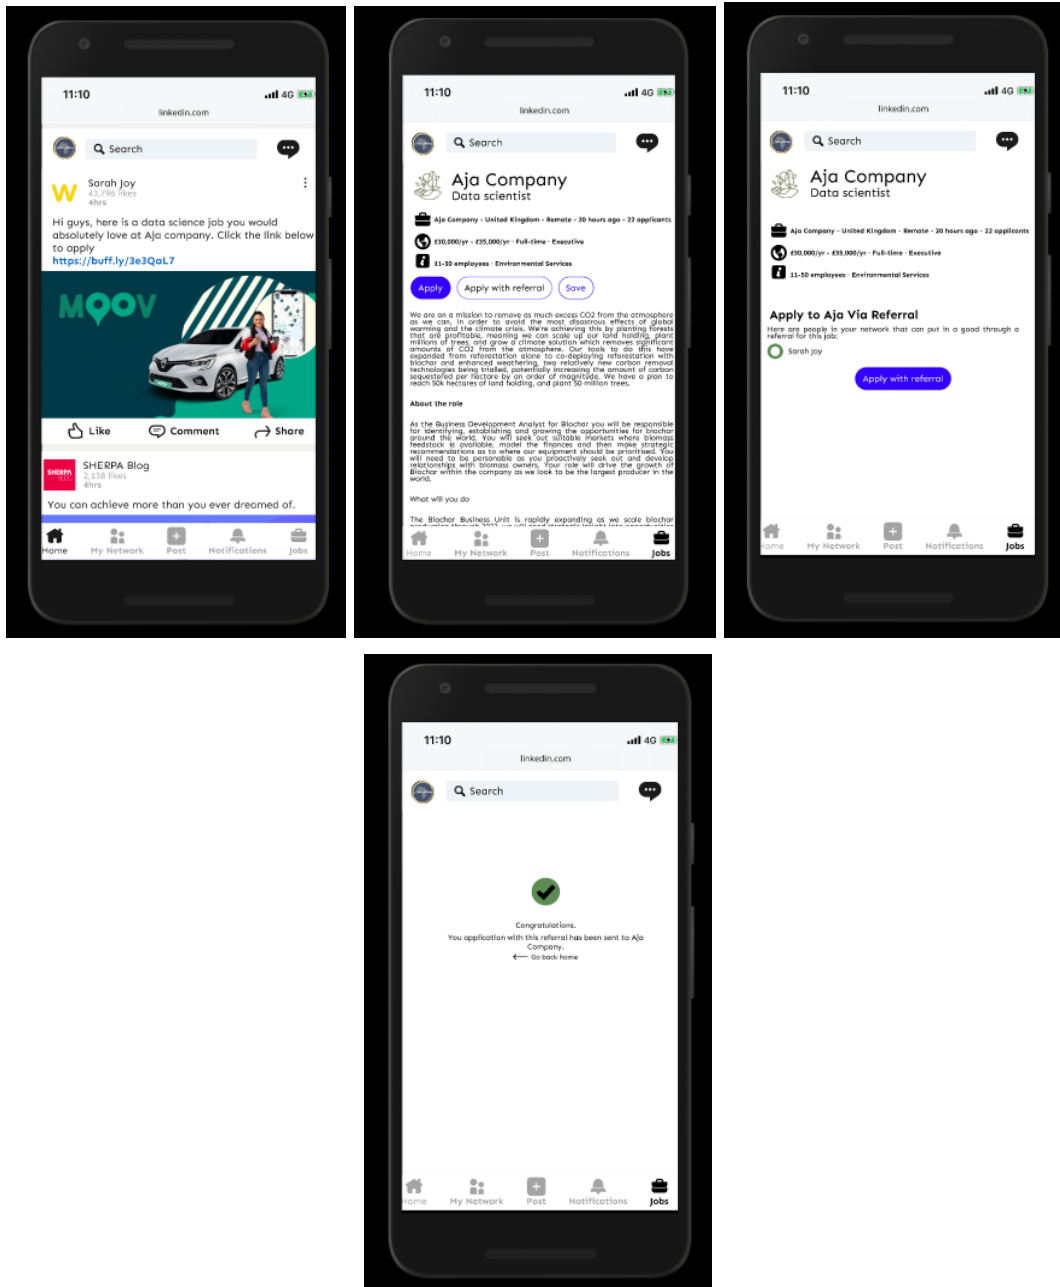 11:10
4G
linkedin.com
Search
W
Sarah Joy
43,796 likes
4hrs
Hi guys, here is a data science job you would
absolutely love at Aja company. Click the link below
to apply
https://buff.ly/3e3QaL7
MOOV
Like
Comment
Share
SHERPA
SHERPA Blog
2,138 likes
4hrs
You can achieve more than you ever dreamed of.
Home
My Network
Post
Notifications
Jobs
11:10
4G
linkedin.com
Search
Aja Company
Data scientist
Aja Company - United Kingdom - Remote - 20 hours ago - 22 applicants
£30,000/yr - £35,000/yr · Full-time · Executive
11-50 employees · Environmental Services
Apply
Apply with referral
Save
We are on a mission to remove as much excess CO2 from the atmosphere
as we can, in order to avoid the most disastrous effects of global
warming and the climate crisis. We're achieving this by planting forests
that are profitable, meaning we can scale up our land holding, plant
millions of trees, and grow a climate solution which removes significant
amounts of CO2 from the atmosphere. Our tools to do this have
expanded from reforestation alone to co-deploying reforestation with
biochar and enhanced weathering, two relatively new carbon removal
technologies being trialled, potentially increasing the amount of carbon
sequestered per hectare by an order of magnitude. We have a plan to
reach 50k hectares of land holding, and plant 50 million trees.
About the role
As the Business Development Analyst for Biochar you will be responsible
for identifying, establishing and growing the opportunities for biochar
around the world. You will seek out suitable markets where biomass
feedstock is available, model the finances and then make strategic
recommendations as to where our equipment should be prioritised. You
will need to be personable as you proactively seek out and develop
relationships with biomass owners. Your role will drive the growth of
Biochar within the company as we look to be the largest producer in the
world.
What will you do
The Biochar Business Unit is rapidly expanding as we scale biochar
Home
My Network
Post
Notifications
Jobs
11:10
4G
linkedin.com
Search
Aja Company
Data scientist
Aja Company - United Kingdom - Remote - 20 hours ago - 22 applicants
£30,000/yr - £35,000/yr · Full-time · Executive
11-50 employees · Environmental Services
Apply to Aja Via Referral
Here are people in your network that can put in a good through a
referral for this job:
Sarah Joy
Apply with referral
Home
My Network
Post
Notifications
Jobs
11:10
4G
linkedin.com
Search
Congratulations.
You application with this referral has been sent to Aja
Company.
Go back home
Home
My Network
Post
Notifications
Jobs